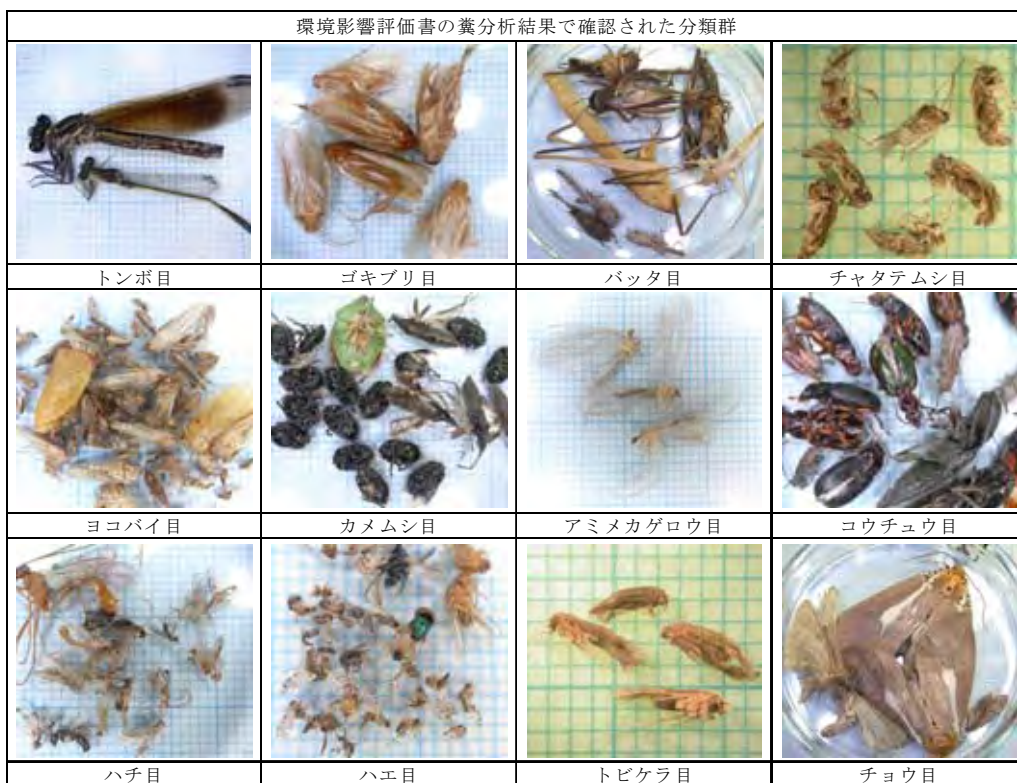 環境影響評価書の糞分析結果で確認された分類群
トンボ目
ゴキブリ目
バッタ目
チャタテムシ目
ヨコバイ目
カメムシ目
アミメカゲロウ目
コウチュウ目
ハチ目
ハエ目
トビケラ目
チョウ目